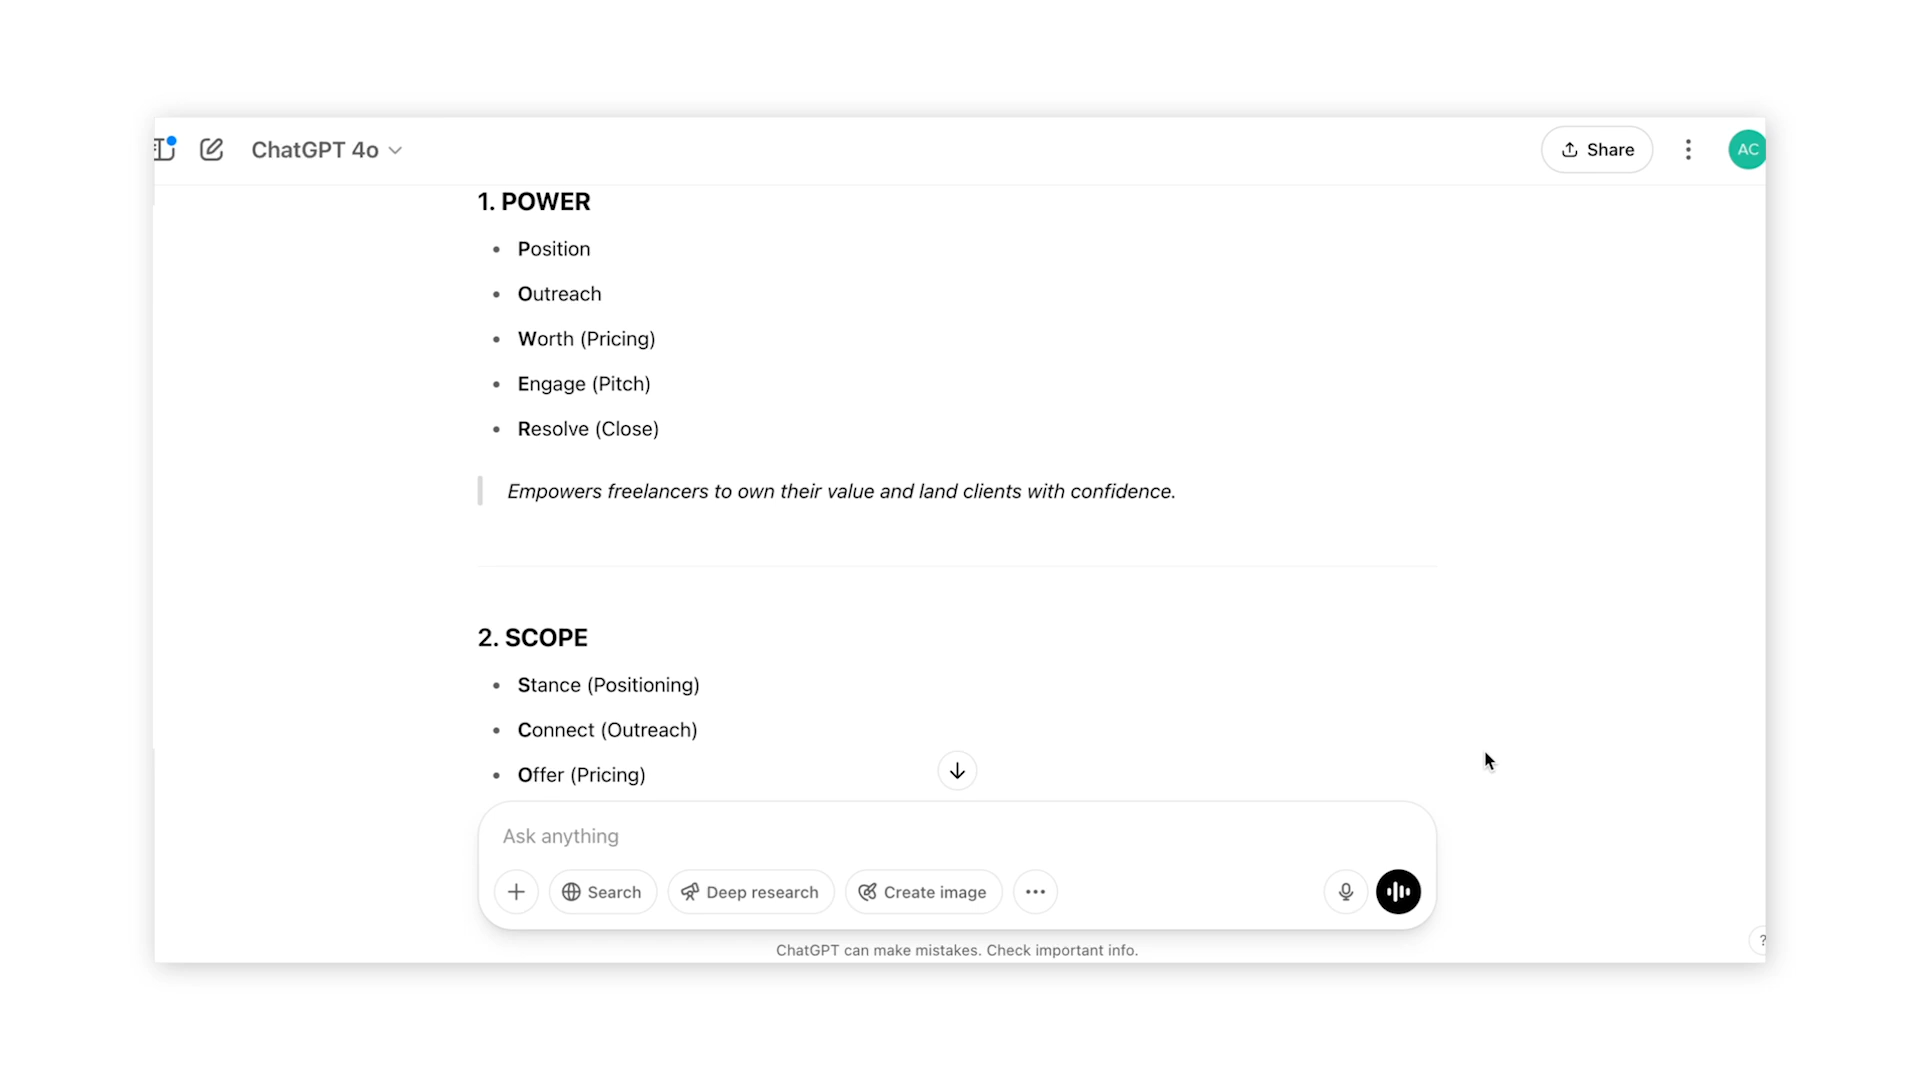 ChatGPT 4o
Share
AC
1. POWER
• Position
• Outreach
• Worth (Pricing)
• Engage (Pitch)
• Resolve (Close)
Empowers freelancers to own their value and land clients with confidence.
2. SCOPE
• Stance (Positioning)
• Connect (Outreach)
• Offer (Pricing)
Ask anything
Search
Deep research
Create image
ChatGPT can make mistakes. Check important info.
?